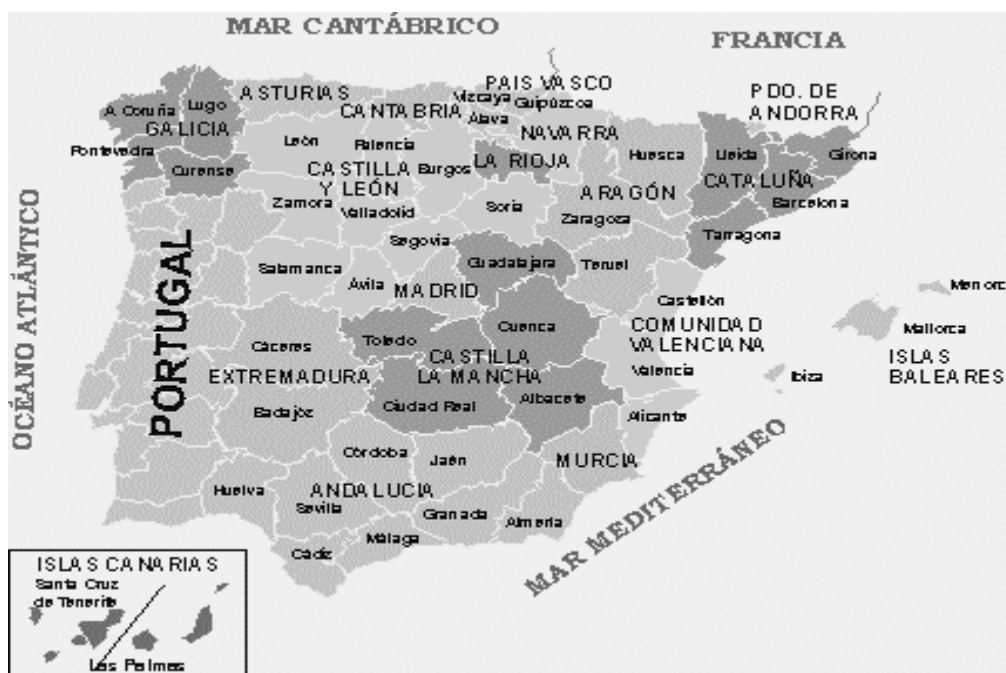 MAR CANTÁBRICO
FRANCIA
PAIS VASCO
PDO. DE
ANDORRA
ASTURIAS
CANTABRIA
Vizcaya
Guipúzcoa
Alava
NAVARRA
A Coruña
Lugo
GALICIA
Pontevedra
Ourense
León
Palencia
CASTILLA
Y LEÓN
Burgos
LA RIOJA
Huesca
Lleida
Girona
CATALUÑA
Barcelona
Tarragona
Zamora
Valladolid
Soria
ARAGÓN
Zaragoza
Segovia
Salamanca
Avila
MADRID
Guadalajara
Teruel
OCÉANO ATLÁNTICO
PORTUGAL
Castellón
COMUNIDAD
VALENCIANA
Valencia
Menorc
Mallorca
ISLAS
BALEARES
Ibiza
Cáceres
Toledo
Cuenca
CASTILLA
LA MANCHA
EXTREMADURA
Badajoz
Ciudad Real
Albacete
Alicante
Córdoba
Jaén
MURCIA
Huelva
ANDALUCIA
Sevilla
Granada
Almería
Cádiz
Málaga
MAR MEDITERRÁNEO
ISLAS CANARIAS
Santa Cruz
de Tenerife
Las Palmas